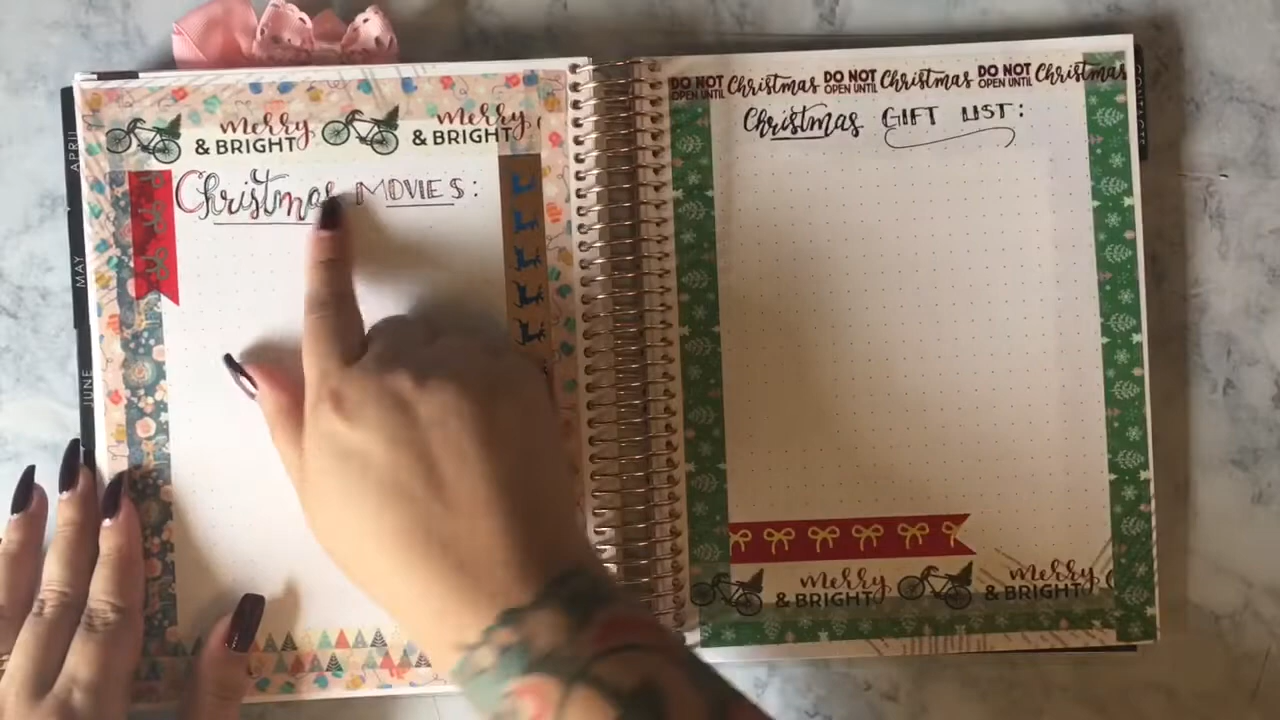 APRIL
MAY
JUNE
merry merry
& BRIGHT & BRIGHT
Christmas MOVIES:
DO NOT OPEN UNTIL Christmas DO NOT OPEN UNTIL Christmas DO NOT OPEN UNTIL Christmas
Christmas GIFT LIST:
merry merry
& BRIGHT & BRIGHT